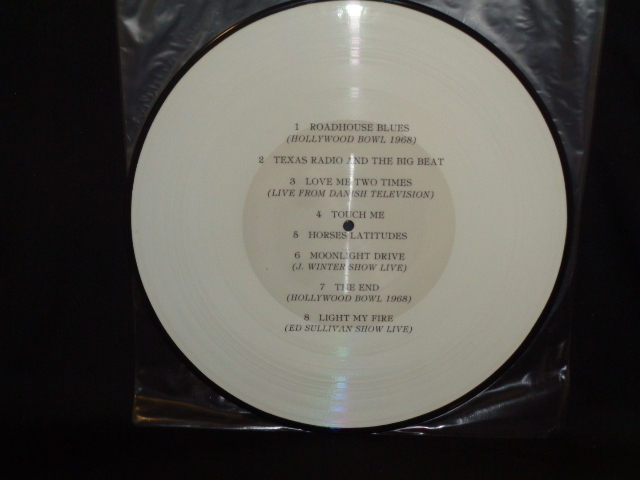 1 ROADHOUSE BLUES
(HOLLYWOOD BOWL 1968)
2 TEXAS RADIO AND THE BIG BEAT
3 LOVE ME TWO TIMES
(LIVE FROM DANISH TELEVISION)
4 TOUCH ME
5 HORSES LATITUDES
6 MOONLIGHT DRIVE
(J. WINTER SHOW LIVE)
7 THE END
(HOLLYWOOD BOWL 1968)
8 LIGHT MY FIRE
(ED SULLIVAN SHOW LIVE)